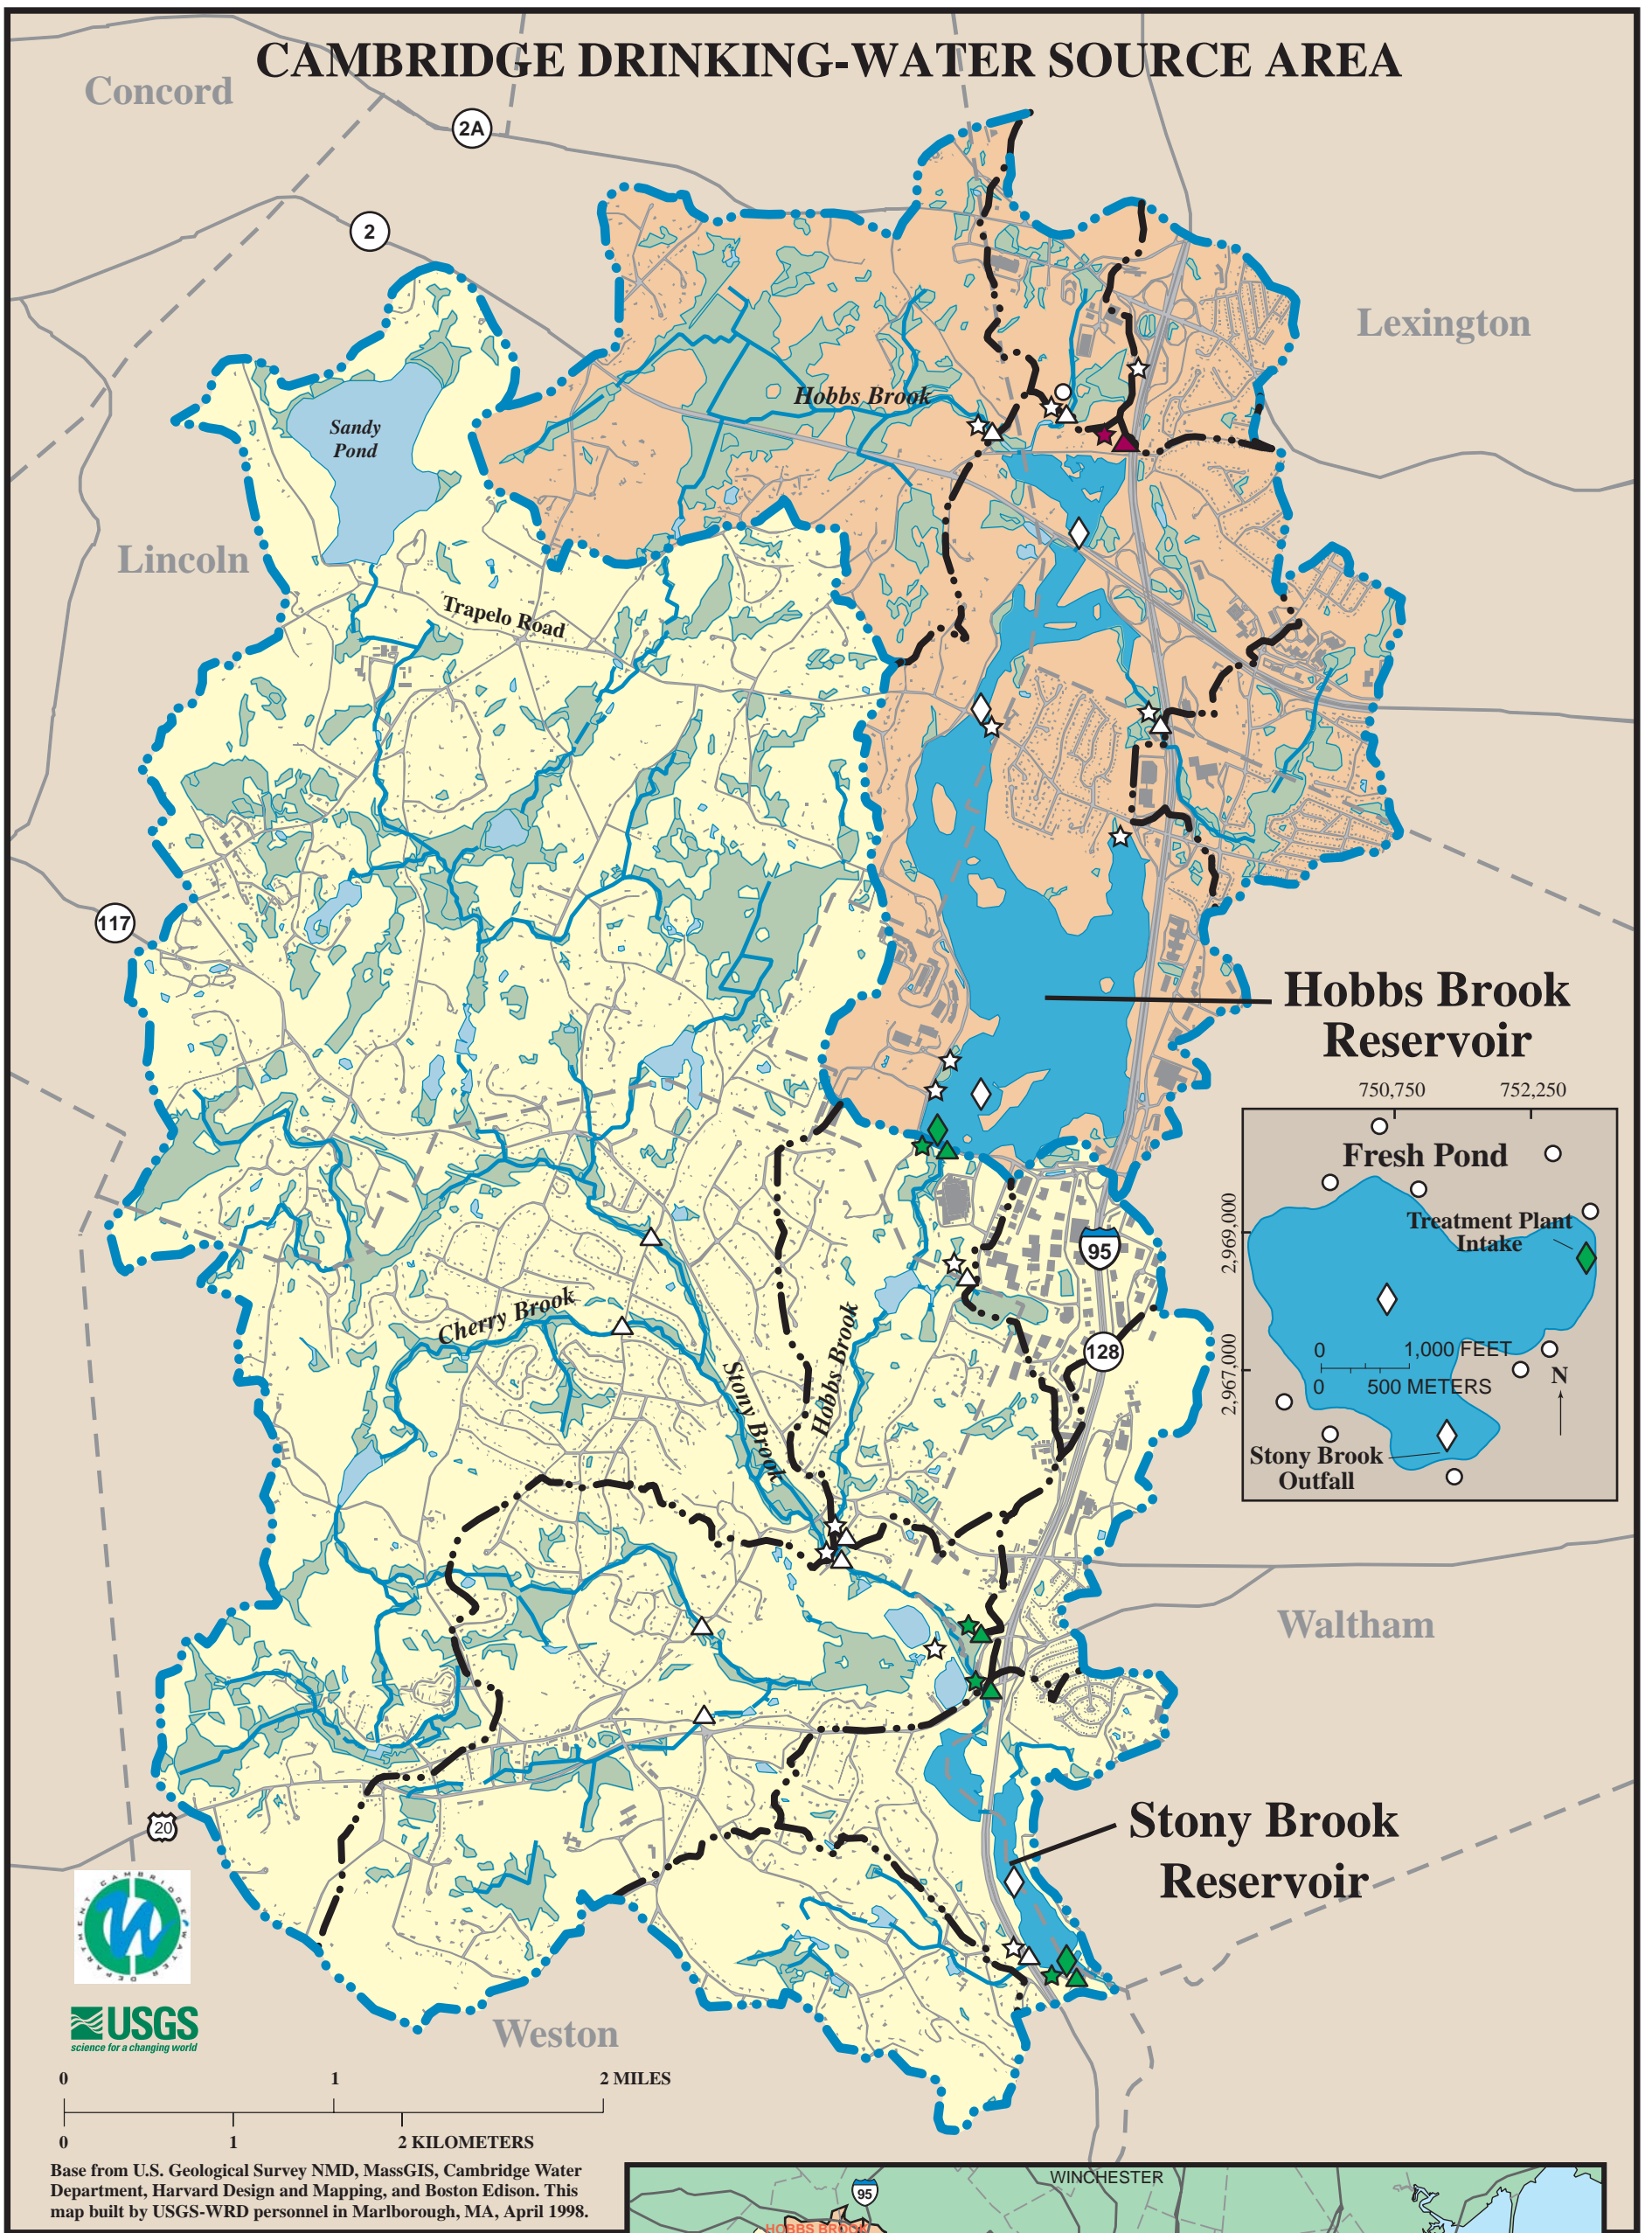 CAMBRIDGE DRINKING-WATER SOURCE AREA
Concord
2A
2
Lexington
Hobbs Brook
Sandy
Pond
Lincoln
Trapelo Road
117
Hobbs Brook
Reservoir
750,750
752,250
Fresh Pond
Treatment Plant
Intake
2,969,000
2,967,000
0
1,000 FEET
0
500 METERS
N
Stony Brook
Outfall
95
128
Cherry Brook
Stony Brook
Hobbs Brook
Waltham
Stony Brook
Reservoir
20
CAMBRIDGE WATER DEPARTMENT
USGS
science for a changing world
Weston
0
1
2 MILES
0
1
2 KILOMETERS
Base from U.S. Geological Survey NMD, MassGIS, Cambridge Water
Department, Harvard Design and Mapping, and Boston Edison. This
map built by USGS-WRD personnel in Marlborough, MA, April 1998.
WINCHESTER
95
HOBBS BROOK